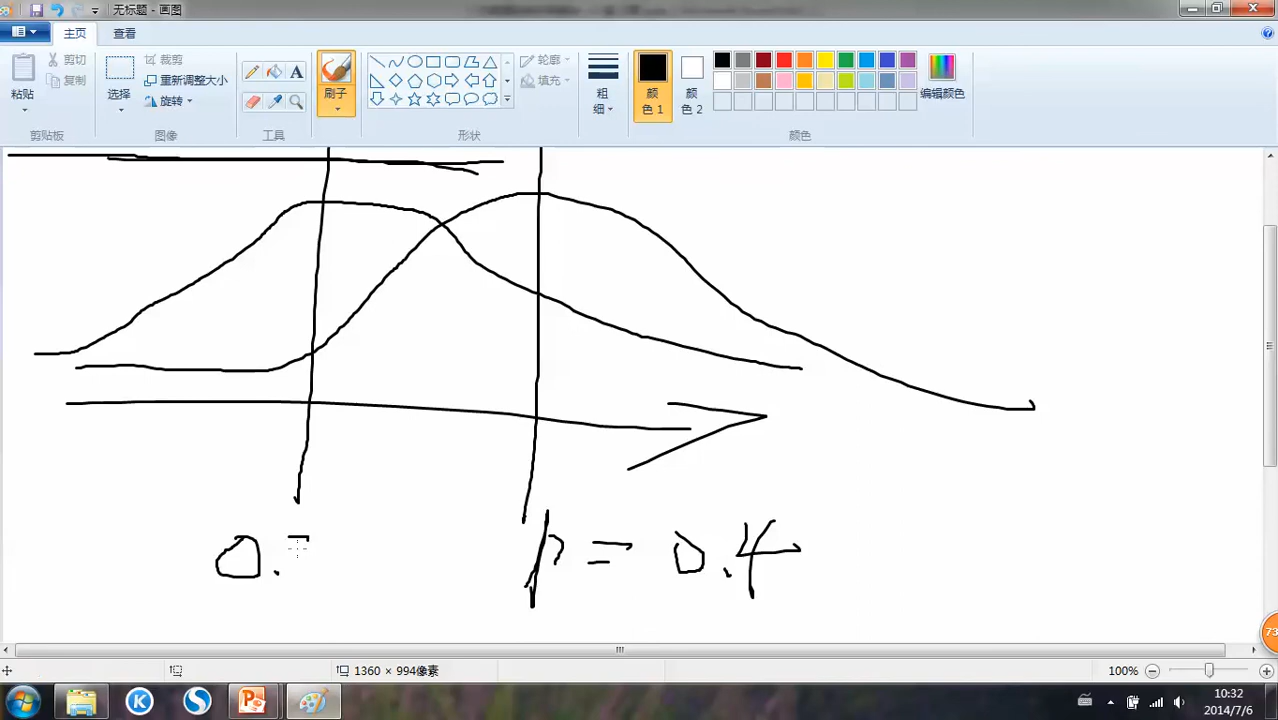 无标题 - 画图
主页 查看
粘贴
剪切
复制
剪贴板
选择
裁剪
重新调整大小
旋转
图像
A
工具
刷子
轮廓
填充
形状
粗细
颜色 1
颜色 2
编辑颜色
颜色
0.
p = 0.4
73
1360 × 994像素
100%
10:32
2014/7/6